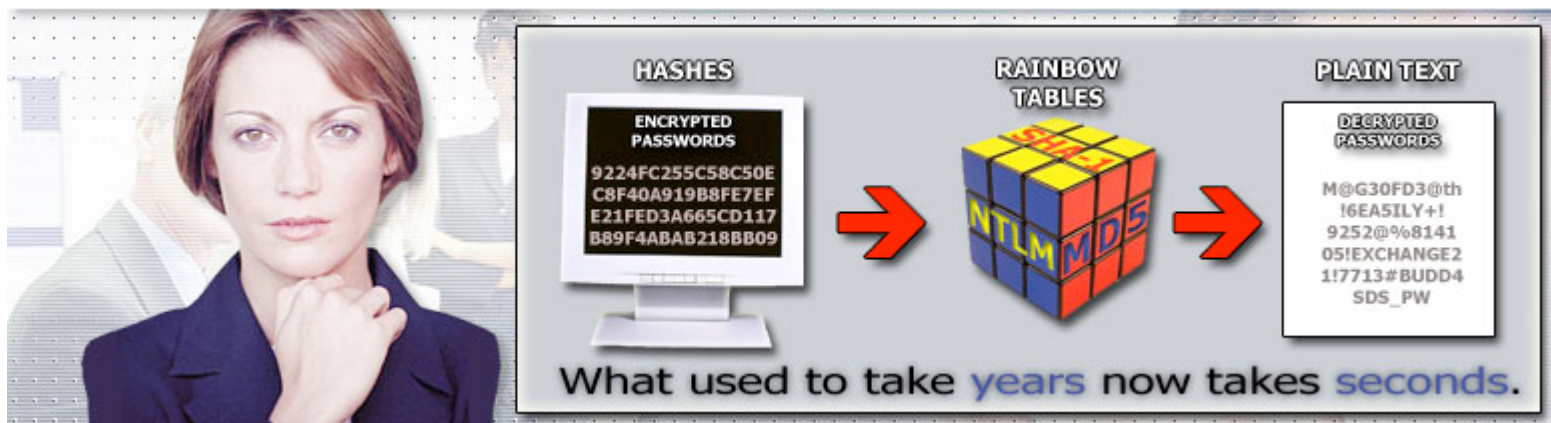 HASHES
ENCRYPTED
PASSWORDS
9224FC255C58C50E
C8F40A919B8FE7EF
E21FED3A665CD117
B89F4ABAB218BB09
RAINBOW
TABLES
SHA-1
NTLM
MD5
PLAIN TEXT
DECRYPTED
PASSWORDS
M@G30FD3@th
!6EA5ILY+!
9252@%8141
05!EXCHANGE2
1!7713#BUDD4
SDS_PW
What used to take years now takes seconds.